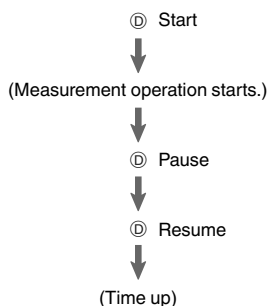 Ⓓ Start
(Measurement operation starts.)
Ⓓ Pause
Ⓓ Resume
(Time up)